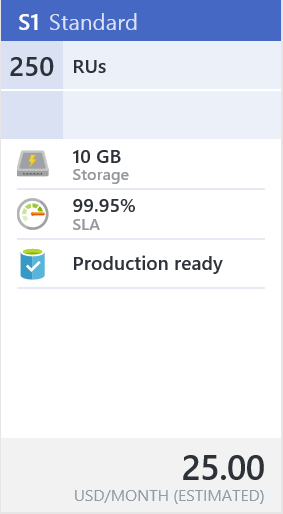 S1 Standard
250 RUs
10 GB
Storage
99.95%
SLA
Production ready
25.00
USD/MONTH (ESTIMATED)